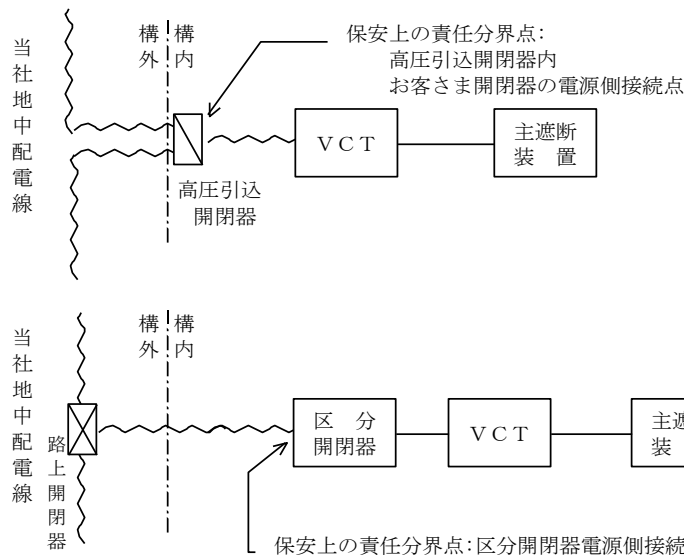 当社地中配電線
構外
構内
保安上の責任分界点：
高圧引込開閉器内
お客さま開閉器の電源側接続点
ＶＣＴ
主遮断
装　置
高圧引込
開閉器
当社地中配電線
路上開閉器
構外
構内
区　分
開閉器
ＶＣＴ
主遮
装
保安上の責任分界点：区分開閉器電源側接続